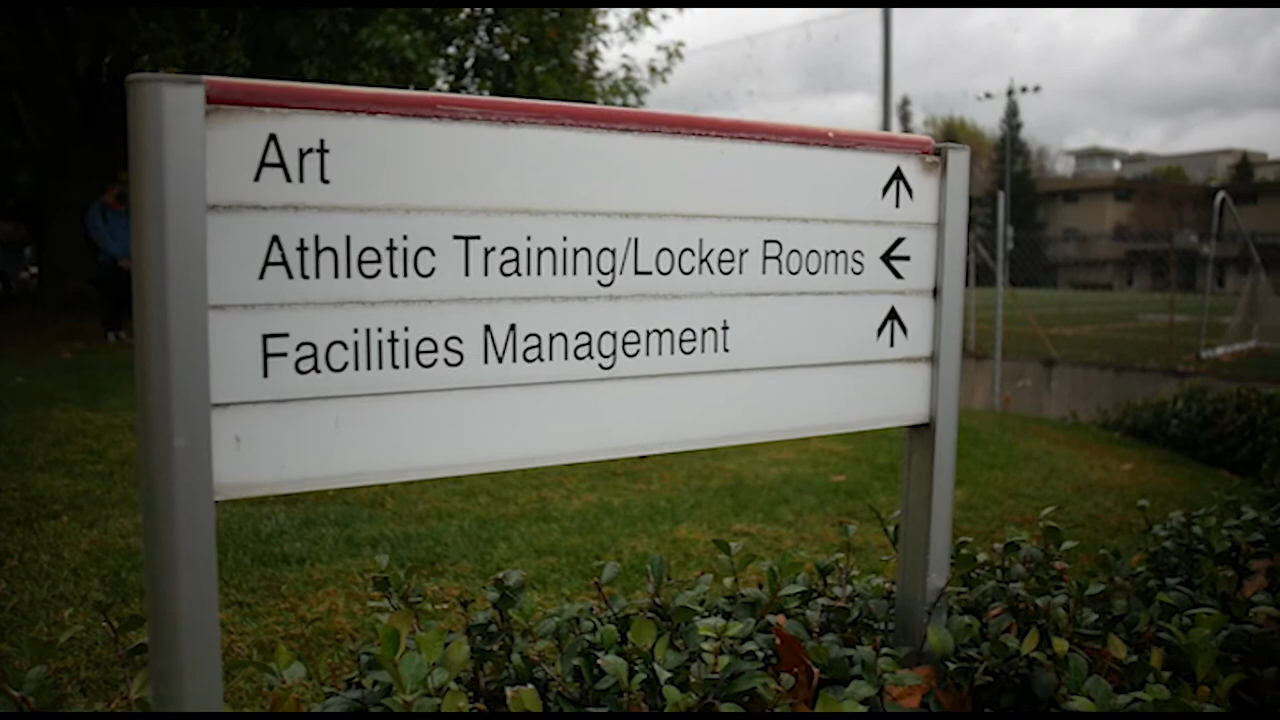 Art ↑
Athletic Training/Locker Rooms ←
Facilities Management ↑